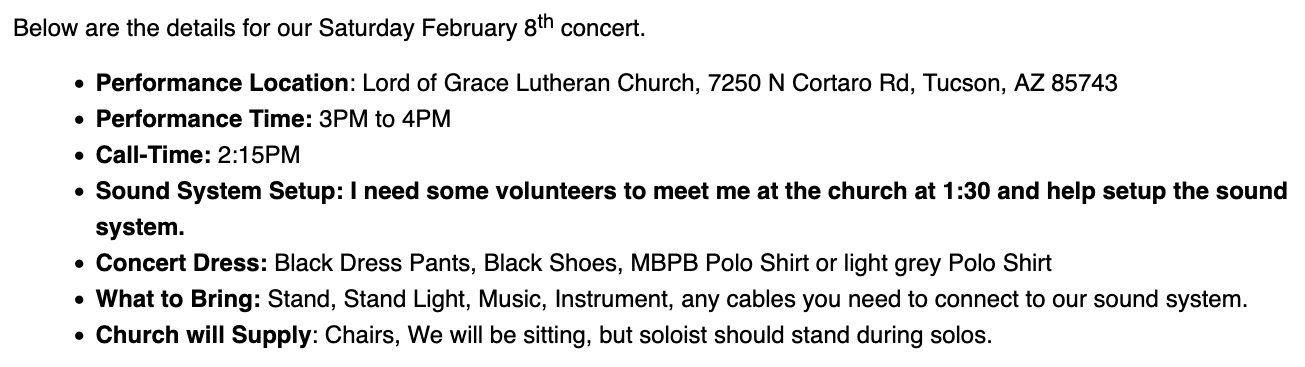 Below are the details for our Saturday February 8th concert.
• Performance Location: Lord of Grace Lutheran Church, 7250 N Cortaro Rd, Tucson, AZ 85743
• Performance Time: 3PM to 4PM
• Call-Time: 2:15PM
• Sound System Setup: I need some volunteers to meet me at the church at 1:30 and help setup the sound
system.
• Concert Dress: Black Dress Pants, Black Shoes, MBPB Polo Shirt or light grey Polo Shirt
• What to Bring: Stand, Stand Light, Music, Instrument, any cables you need to connect to our sound system.
• Church will Supply: Chairs, We will be sitting, but soloist should stand during solos.